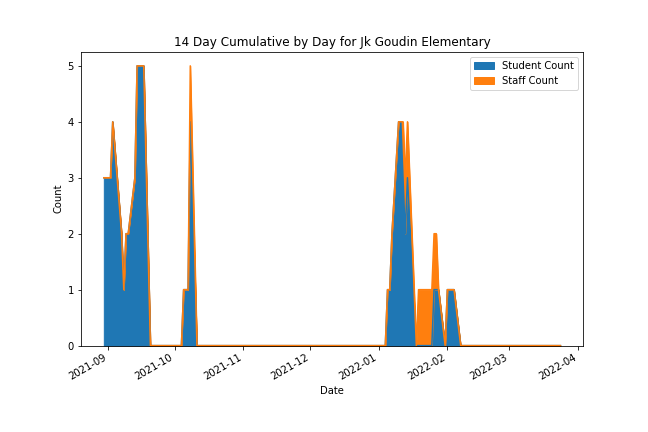 14 Day Cumulative by Day for Jk Goudin Elementary
Student Count
Staff Count
Count
5
4
3
2
1
0
2021-09
2021-10
2021-11
2021-12
2022-01
2022-02
2022-03
2022-04
Date